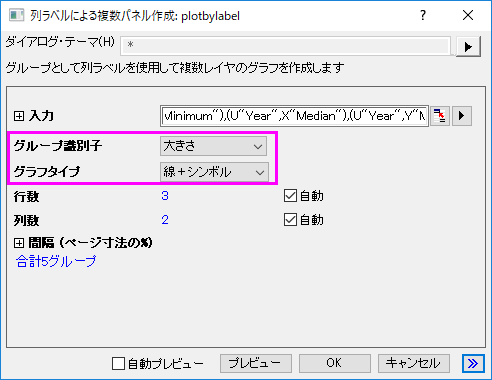 列ラベルによる複数パネル作成: plotbylabel ? ×
ダイアログ・テーマ(H) *
グループとして列ラベルを使用して複数レイヤのグラフを作成します
入力 Minimum"),(U"Year",X"Median"),(U"Year",Y"M
グループ識別子 大きさ
グラフタイプ 線+シンボル
行数 3 自動
列数 2 自動
間隔 (ページ寸法の%)
合計5グループ
自動プレビュー プレビュー OK キャンセル